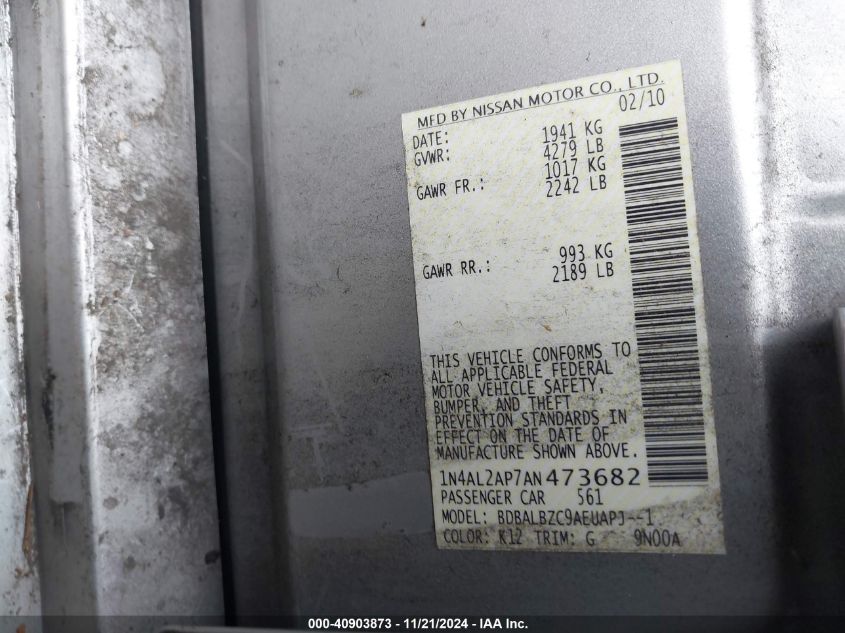 MFD BY NISSAN MOTOR CO., LTD.
DATE: 02/10
GVWR: 1941 KG
4279 LB
GAWR FR.: 1017 KG
2242 LB
GAWR RR.: 993 KG
2189 LB
THIS VEHICLE CONFORMS TO
ALL APPLICABLE FEDERAL
MOTOR VEHICLE SAFETY,
BUMPER, AND THEFT
PREVENTION STANDARDS IN
EFFECT ON THE DATE OF
MANUFACTURE SHOWN ABOVE.
1N4AL2AP7AN473682
PASSENGER CAR 561
MODEL: BDBALBZC9AEUAPJ--1
COLOR: K12 TRIM: G 9N00A
000-40903873 - 11/21/2024 - IAA Inc.